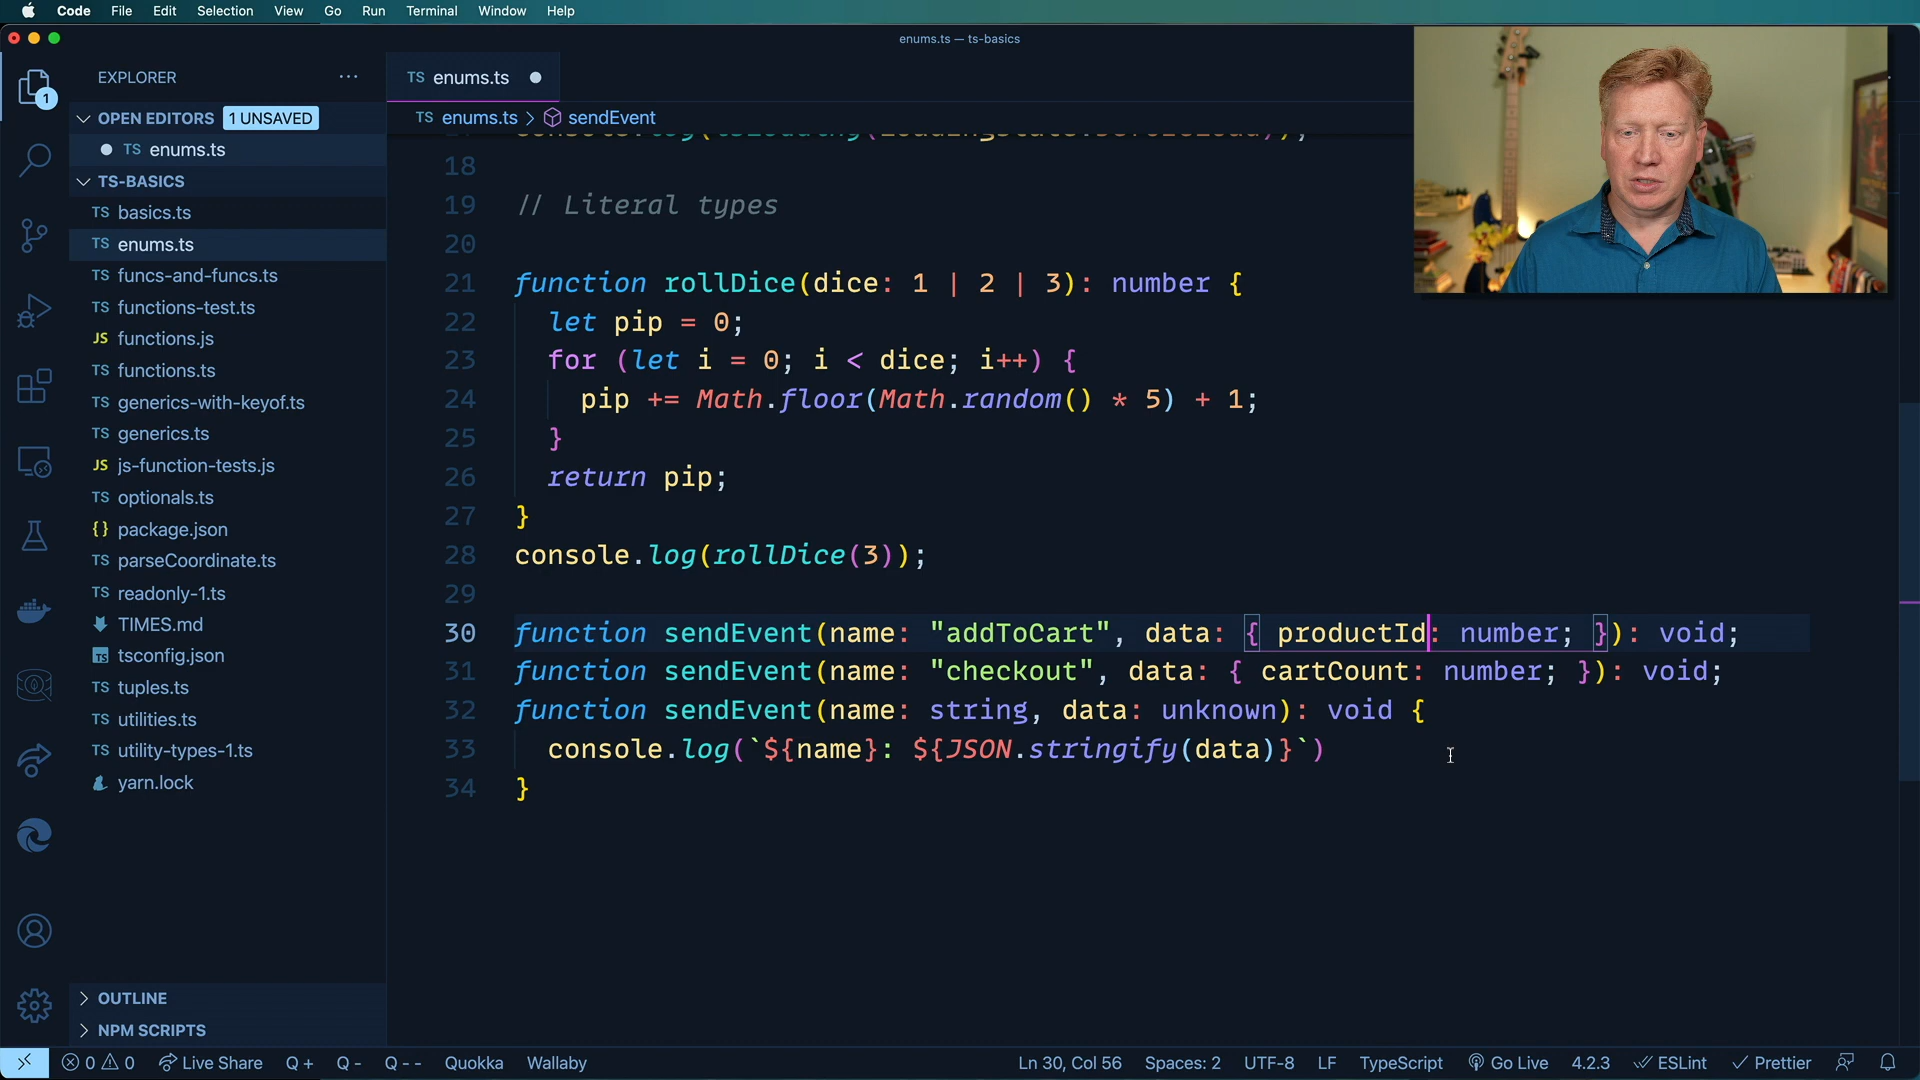 Code File Edit Selection View Go Run Terminal Window Help
enums.ts — ts-basics
EXPLORER ···
TS enums.ts
OPEN EDITORS 1 UNSAVED
TS enums.ts > sendEvent
TS enums.ts
TS-BASICS
TS basics.ts
TS enums.ts
TS funcs-and-funcs.ts
TS functions-test.ts
JS functions.js
TS functions.ts
TS generics-with-keyof.ts
TS generics.ts
JS js-function-tests.js
TS optionals.ts
{} package.json
TS parseCoordinate.ts
TS readonly-1.ts
TIMES.md
TS tsconfig.json
TS tuples.ts
TS utilities.ts
TS utility-types-1.ts
yarn.lock
OUTLINE
NPM SCRIPTS
1
18
19 // Literal types
20
21 function rollDice(dice: 1 | 2 | 3): number {
22 let pip = 0;
23 for (let i = 0; i < dice; i++) {
24 pip += Math.floor(Math.random() * 5) + 1;
25 }
26 return pip;
27 }
28 console.log(rollDice(3));
29
30 function sendEvent(name: "addToCart", data: { productId: number; }): void;
31 function sendEvent(name: "checkout", data: { cartCount: number; }): void;
32 function sendEvent(name: string, data: unknown): void {
33 console.log(`${name}: ${JSON.stringify(data)}`)
34 }
0 0 Live Share Q + Q - Q - - Quokka Wallaby Ln 30, Col 56 Spaces: 2 UTF-8 LF TypeScript Go Live 4.2.3 ESLint Prettier